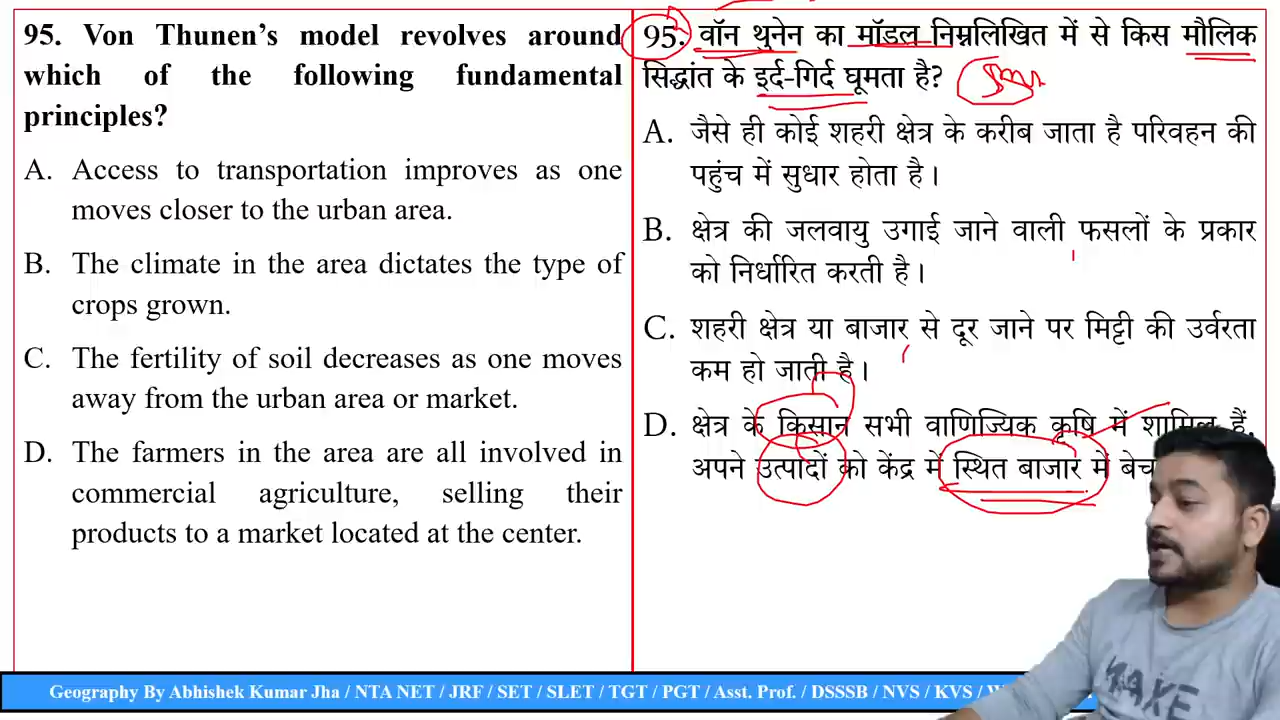 95. Von Thunen's model revolves around
which of the following fundamental
principles?
A. Access to transportation improves as one
moves closer to the urban area.
B. The climate in the area dictates the type of
crops grown.
C. The fertility of soil decreases as one moves
away from the urban area or market.
D. The farmers in the area are all involved in
commercial agriculture, selling their
products to a market located at the center.
95. वॉन थुनेन का मॉडल निम्नलिखित में से किस मौलिक
सिद्धांत के इर्द-गिर्द घूमता है?
A. जैसे ही कोई शहरी क्षेत्र के करीब जाता है परिवहन की
पहुंच में सुधार होता है।
B. क्षेत्र की जलवायु उगाई जाने वाली फसलों के प्रकार
को निर्धारित करती है।
C. शहरी क्षेत्र या बाजार से दूर जाने पर मिट्टी की उर्वरता
कम हो जाती है।
D. क्षेत्र के किसान सभी वाणिज्यिक कृषि में शामिल हैं,
अपने उत्पादों को केंद्र में स्थित बाजार में बेच
Geography By Abhishek Kumar Jha / NTA NET / JRF / SET / SLET / TGT / PGT / Asst. Prof. / DSSSB / NVS / KVS /